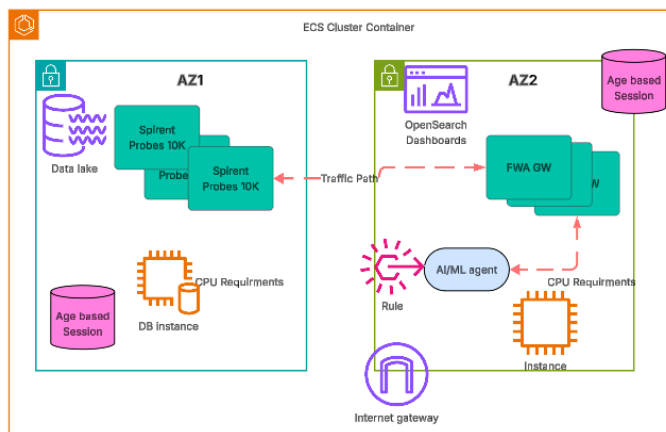 ECS Cluster Container
AZ1
AZ2
Age based
Session
Data lake
Spirent
Probes 10K
Probe
Spirent
Probes 10K
OpenSearch
Dashboards
FWA GW
W
Traffic Path
CPU Requirments
DB instance
Age based
Session
Rule
AI/ML agent
CPU Requirments
Instance
Internet gateway